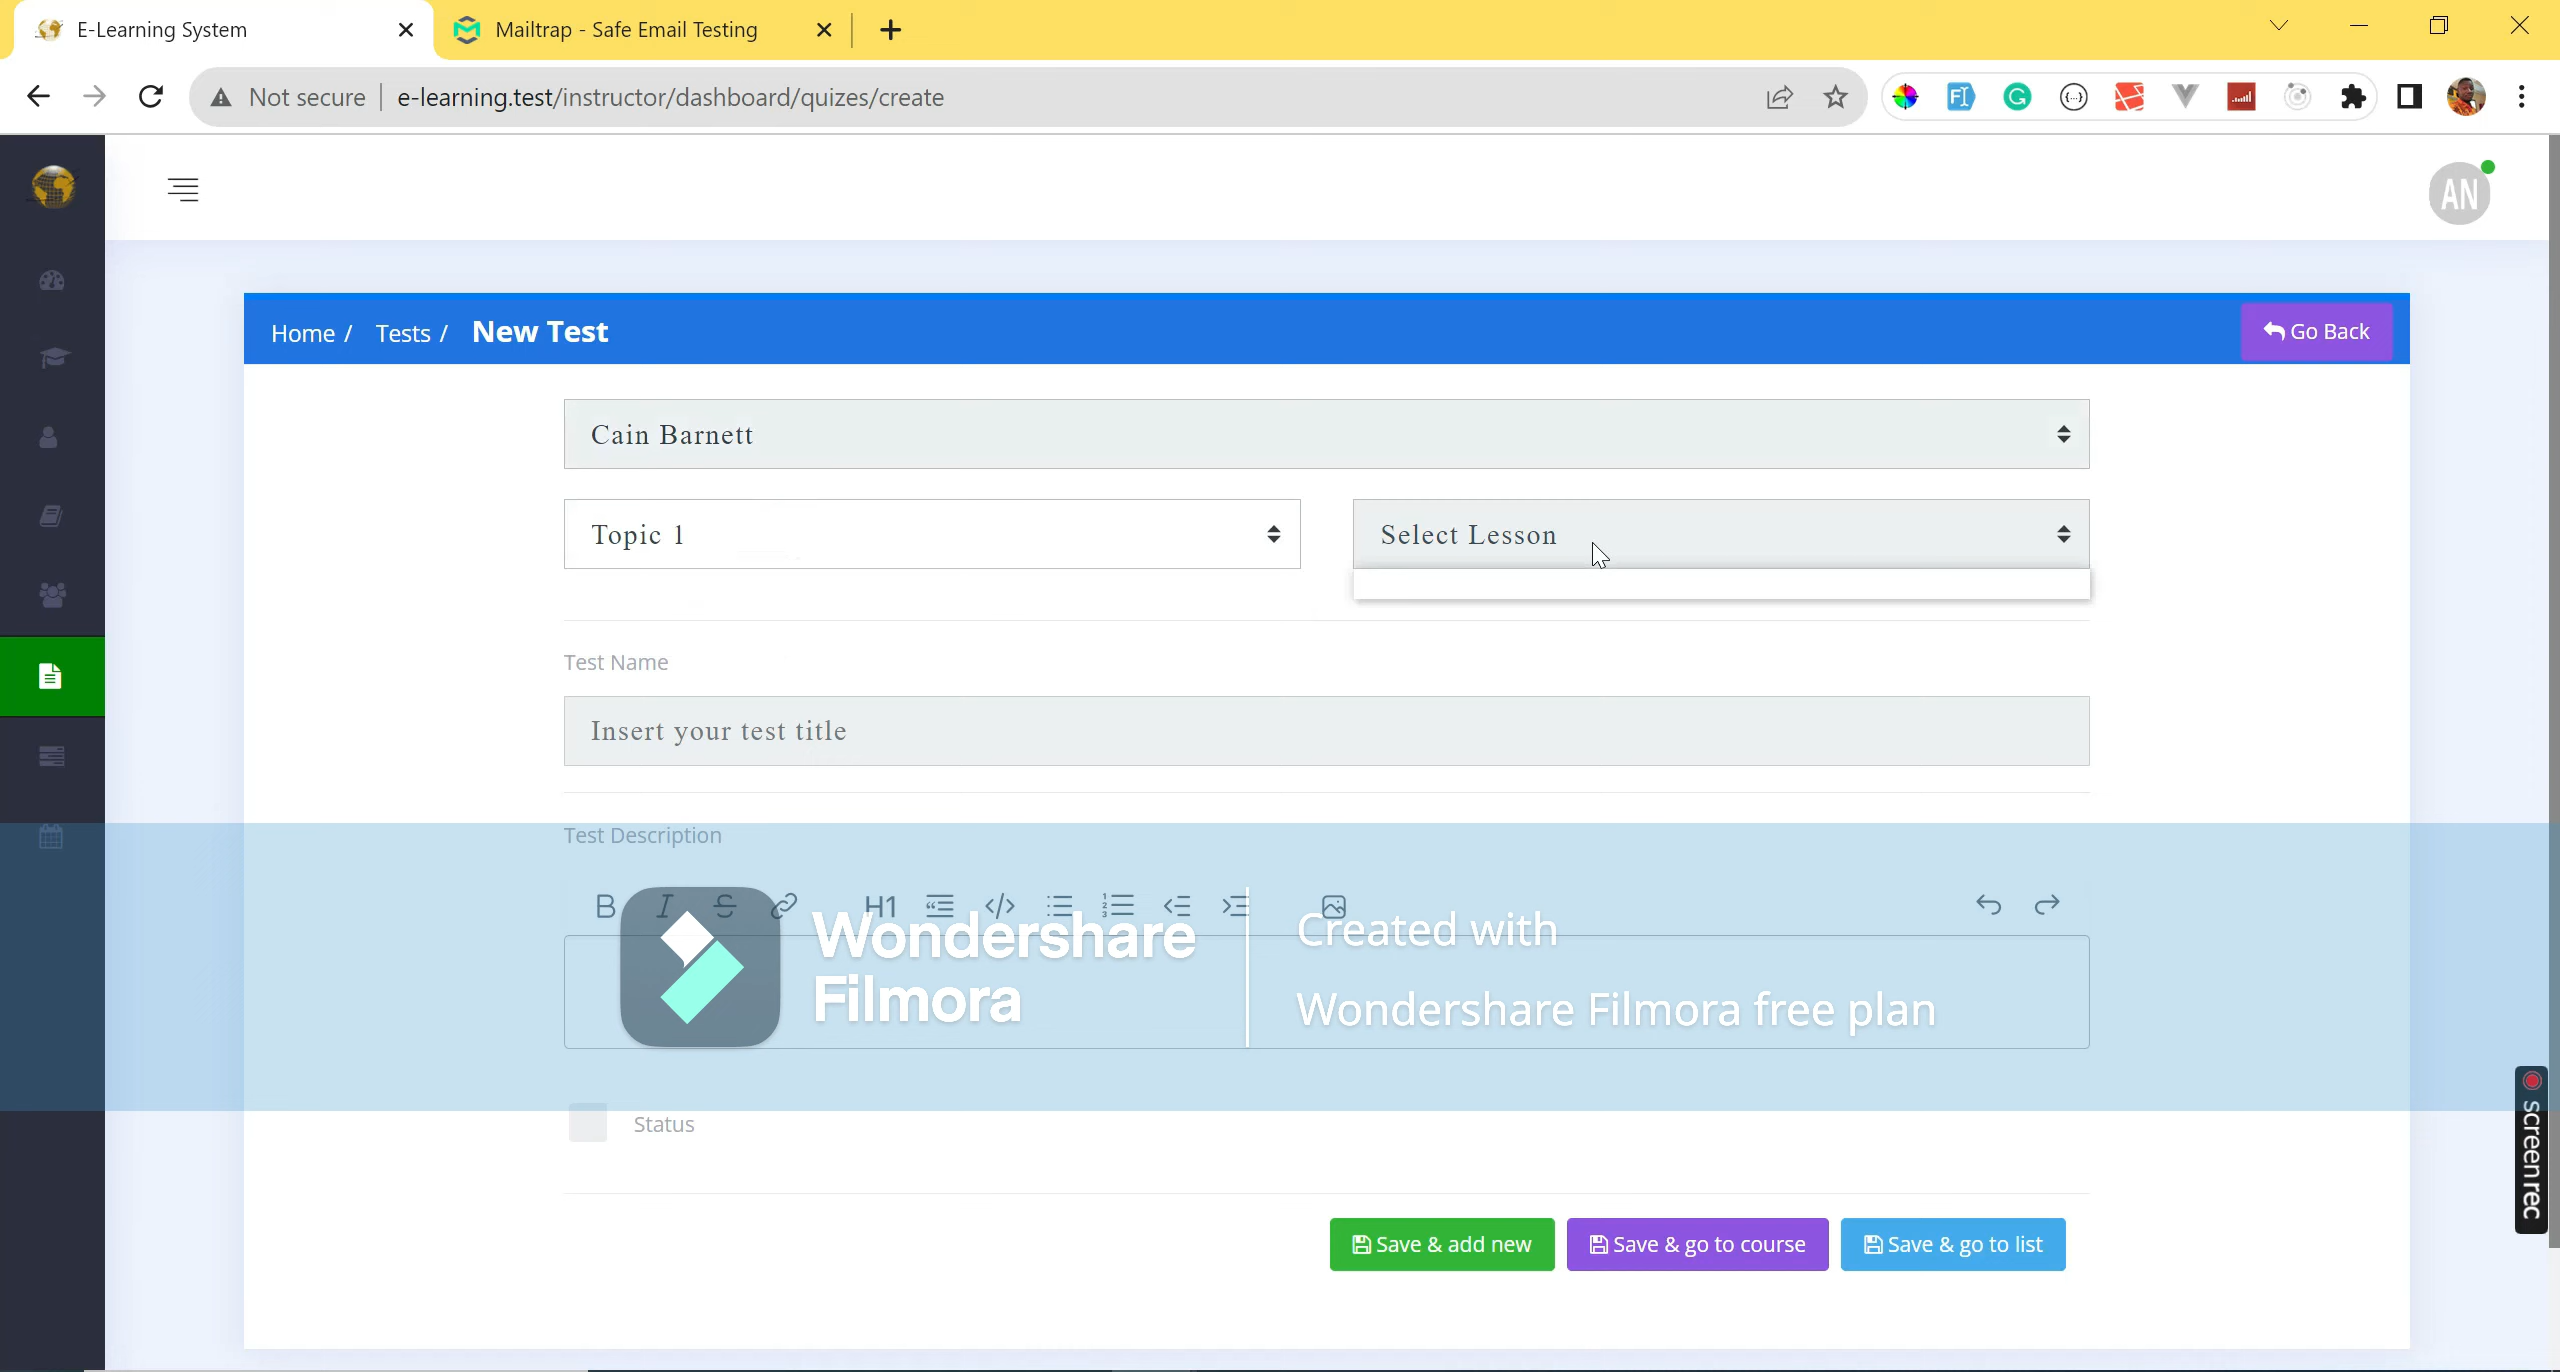 E-Learning System
Mailtrap - Safe Email Testing
Not secure
e-learning.test/instructor/dashboard/quizes/create
AN
Home / Tests / New Test
Go Back
Cain Barnett
Topic 1
Select Lesson
Test Name
Insert your test title
Test Description
H1
Wondershare
Filmora
Created with
Wondershare Filmora free plan
Status
screenrec
Save & add new
Save & go to course
Save & go to list